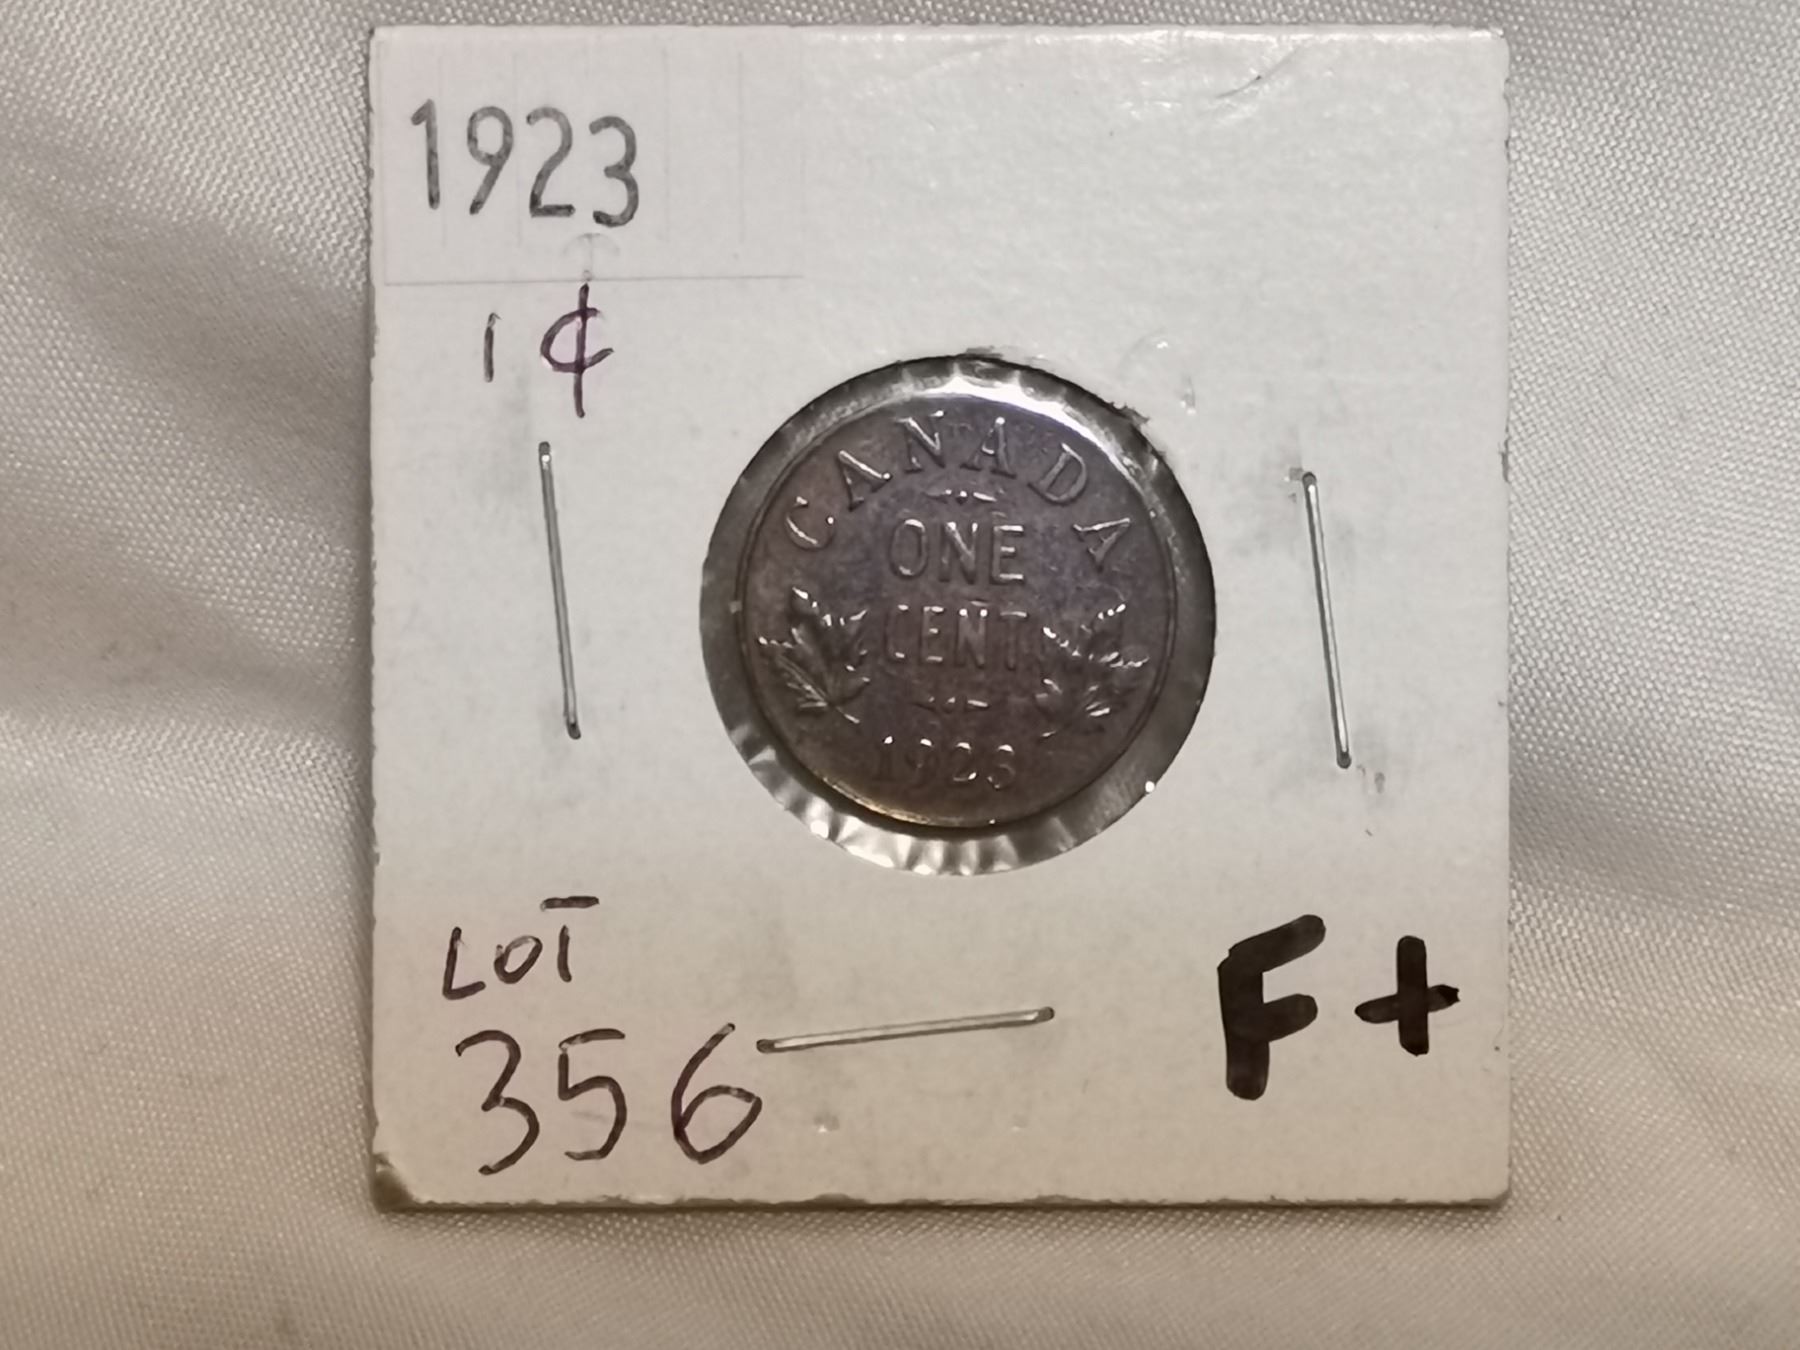 1923
1¢
CANADA
ONE
CENT
1923
LOT
356
F+